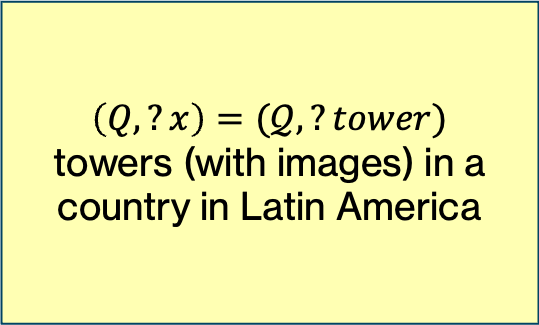 (Q, ? x) = (𝒬, ? tower)
towers (with images) in a
country in Latin America